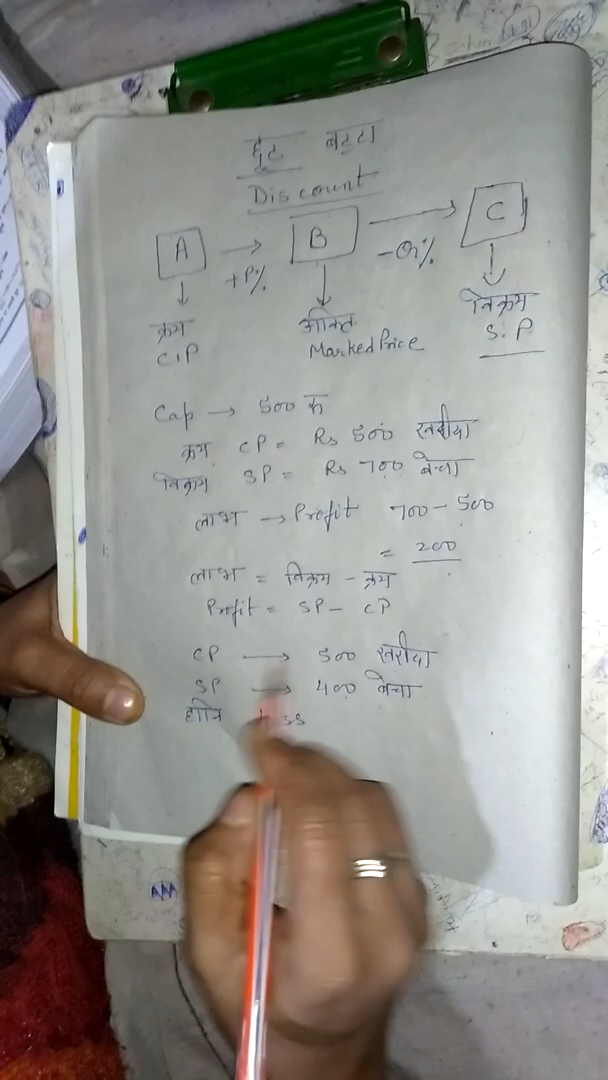 छूट बट्टा
Discount
A → B → C
+P% -D%
क्रय अंकित विक्रय
C.P Marked Price S.P
Cap → 500 रू
क्रय CP = Rs 500 खरीदा
विक्रय SP = Rs 700 बेचा
लाभ → Profit 700 - 500
= 200
लाभ = विक्रय - क्रय
Profit = SP - CP
CP → 500 खरीदा
SP → 400 बेचा
हानि Loss